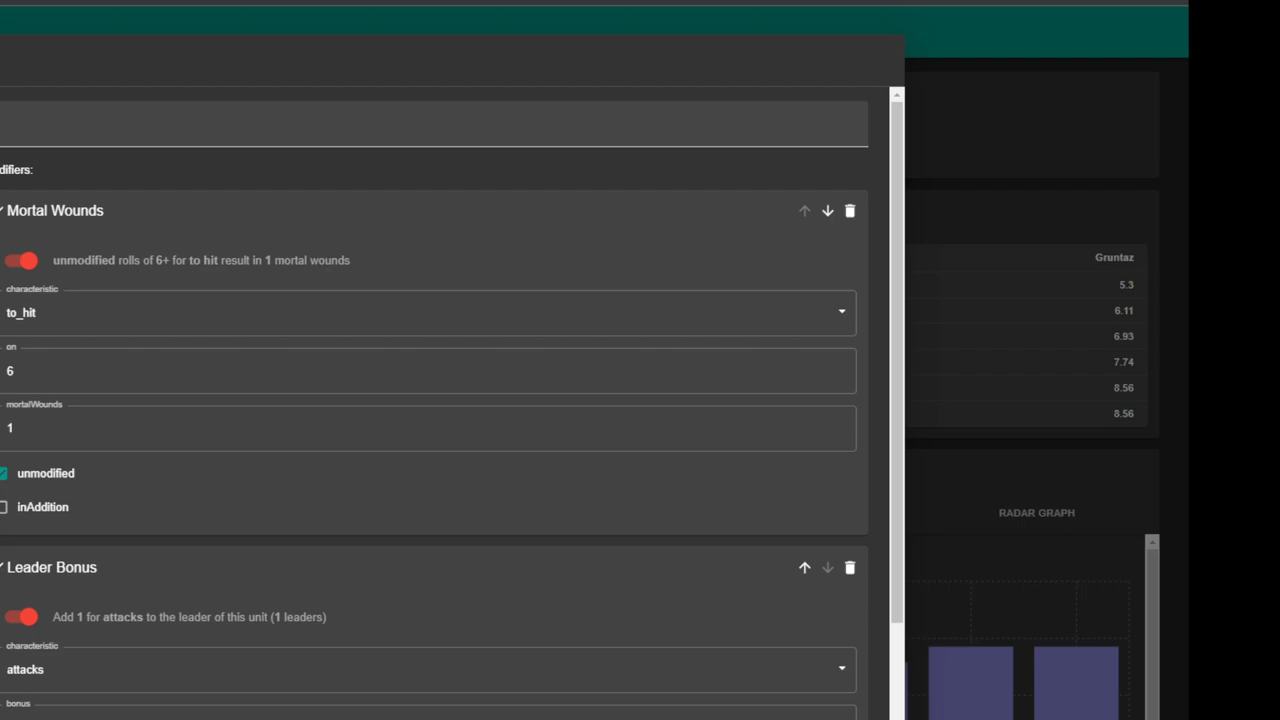 difiers:
Mortal Wounds
unmodified rolls of 6+ for to hit result in 1 mortal wounds
characteristic
to_hit
on
6
mortalWounds
1
unmodified
inAddition
Leader Bonus
Add 1 for attacks to the leader of this unit (1 leaders)
characteristic
attacks
bonus
Gruntaz
5.3
6.11
6.93
7.74
8.56
8.56
RADAR GRAPH